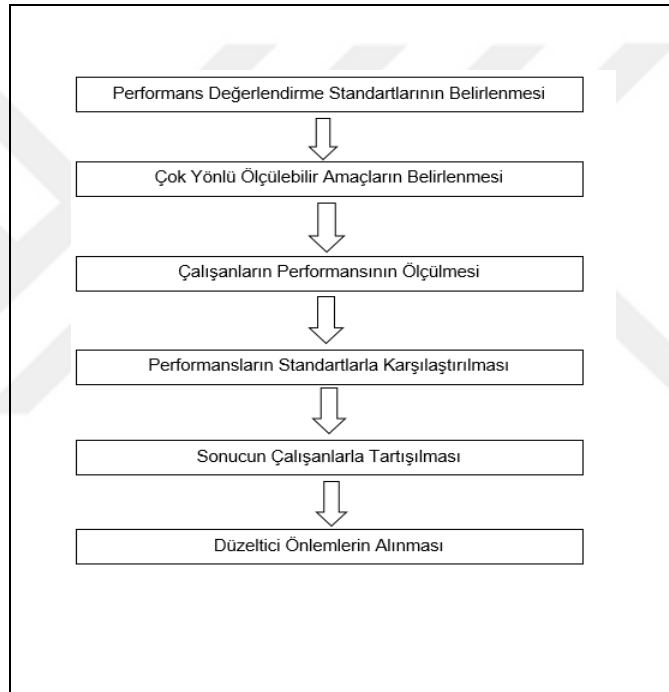 Performans Değerlendirme Standartlarının Belirlenmesi
Çok Yönlü Ölçülebilir Amaçların Belirlenmesi
Çalışanların Performansının Ölçülmesi
Performansların Standartlarla Karşılaştırılması
Sonucun Çalışanlarla Tartışılması
Düzeltici Önlemlerin Alınması